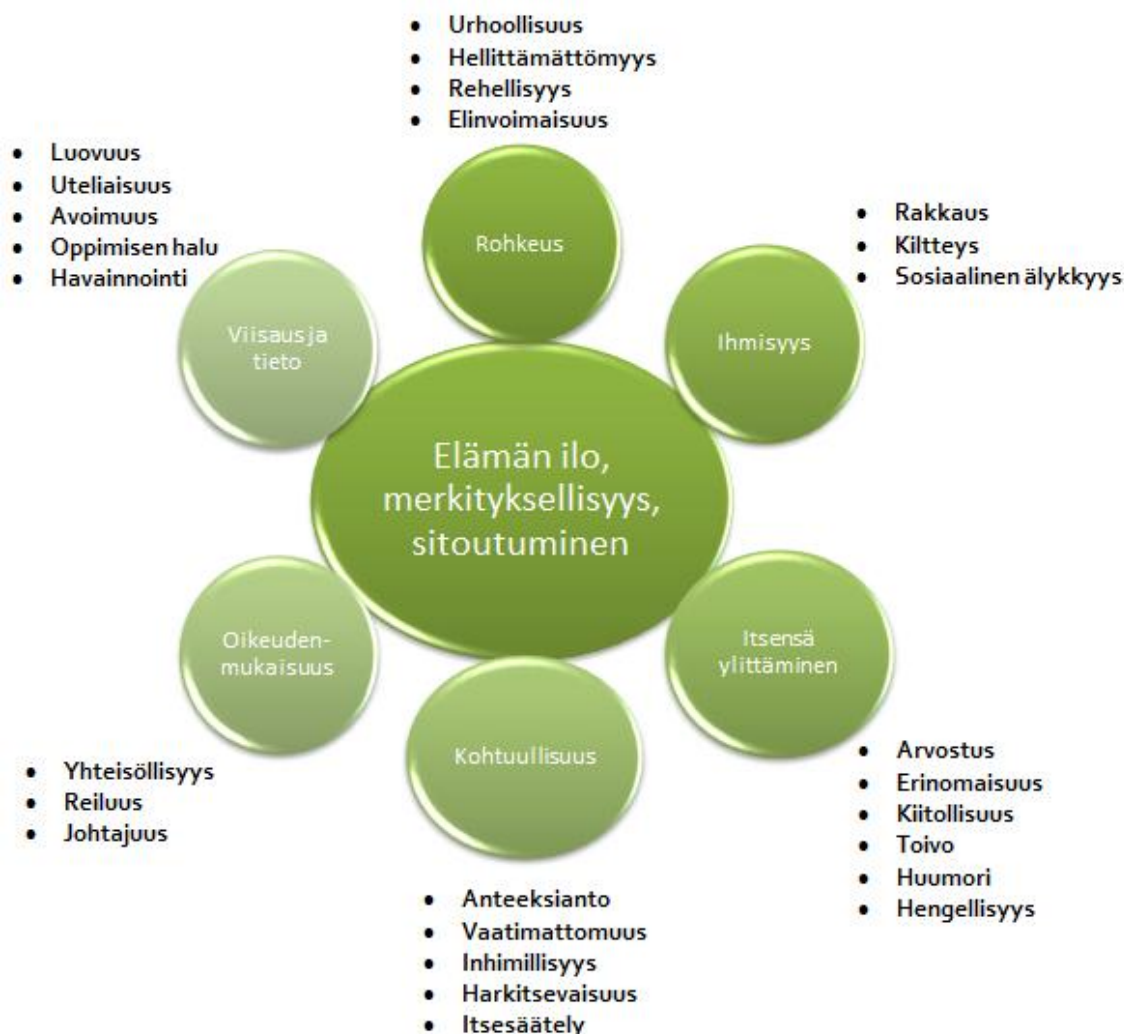 • Urhoollisuus
• Hellittämättömyys
• Rehellisyys
• Elinvoimaisuus
• Luovuus
• Uteliaisuus
• Avoimuus
• Oppimisen halu
• Havainnointi
Rohkeus
• Rakkaus
• Kiltteys
• Sosiaalinen älykkyys
Viisaus ja
tieto
Ihmisyys
Elämän ilo,
merkityksellisyys,
sitoutuminen
Oikeuden-
mukaisuus
Itsensä
ylittäminen
• Yhteisöllisyys
• Reiluus
• Johtajuus
Kohtuullisuus
• Arvostus
• Erinomaisuus
• Kiitollisuus
• Toivo
• Huumori
• Hengellisyys
• Anteeksianto
• Vaatimattomuus
• Inhimillisyys
• Harkitsevaisuus
• Itsesäätely